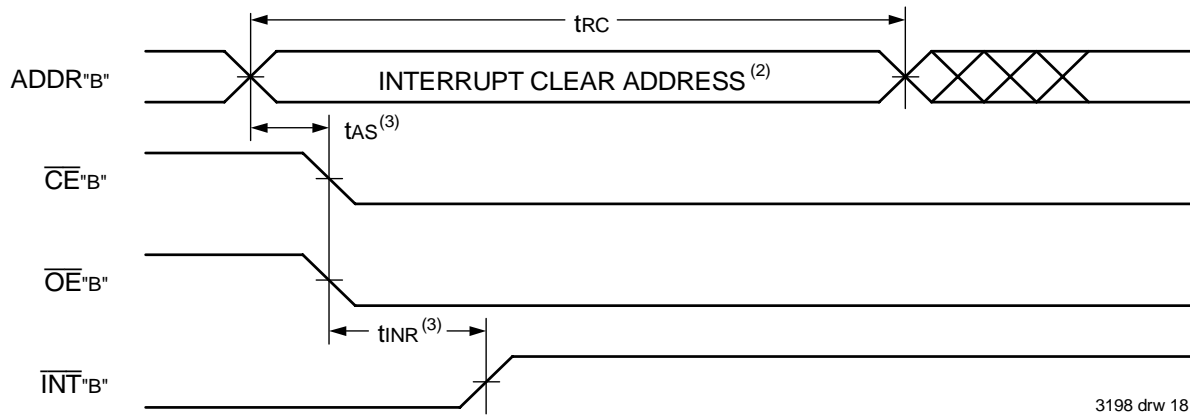 tRC
ADDR"B"
INTERRUPT CLEAR ADDRESS(2)
tAS(3)
CE"B"
OE"B"
tINR(3)
INT"B"
3198 drw 18